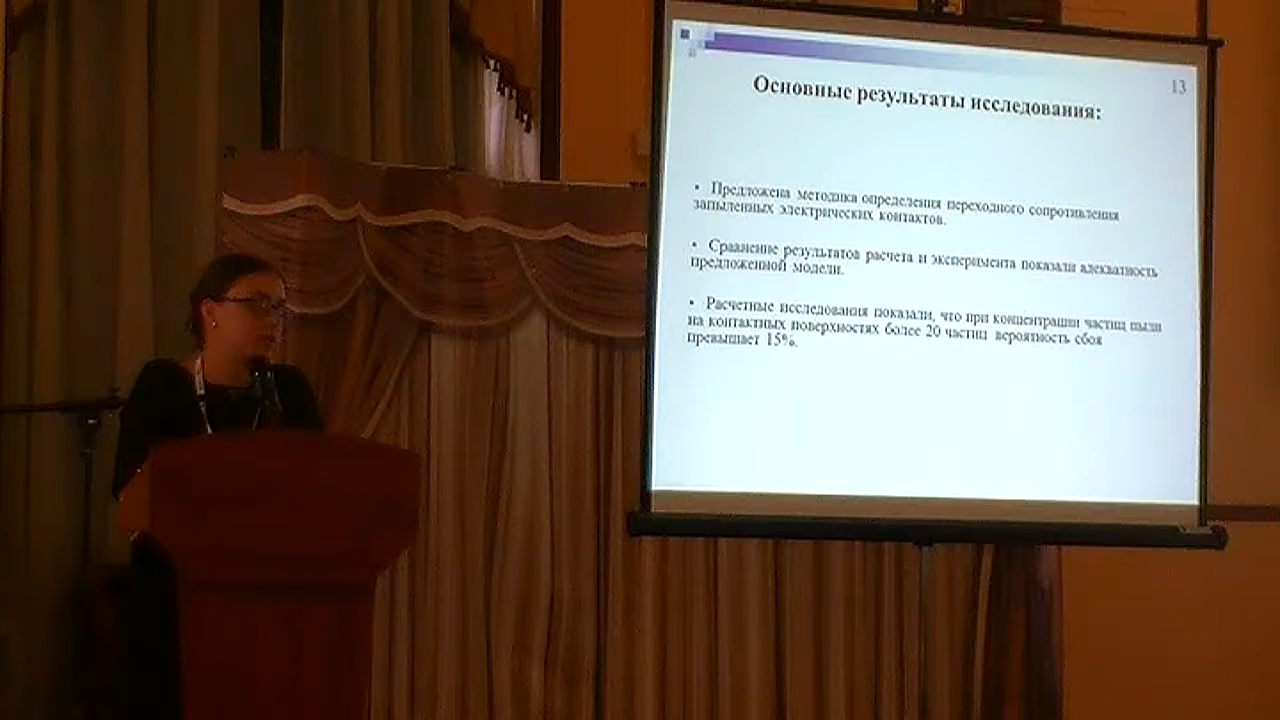 13
Основные результаты исследования:
• Предложена методика определения переходного сопротивления
запыленных электрических контактов.
• Сравнение результатов расчета и эксперимента показали адекватность
предложенной модели.
• Расчетные исследования показали, что при концентрации частиц пыли
на контактных поверхностях более 20 частиц вероятность сбоя
превышает 15%.